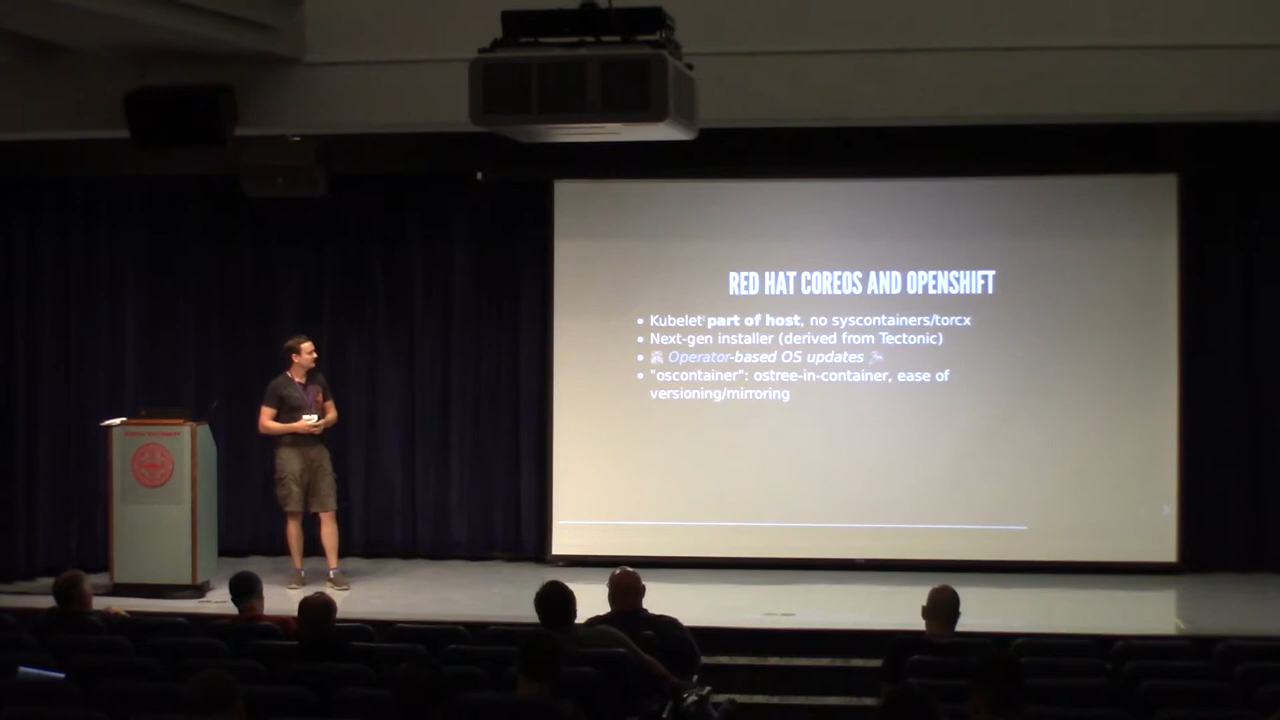 RED HAT COREOS AND OPENSHIFT
• Kubelet part of host, no syscontainers/torcx
• Next-gen installer (derived from Tectonic)
• Operator-based OS updates
• "oscontainer": ostree-in-container, ease of
versioning/mirroring